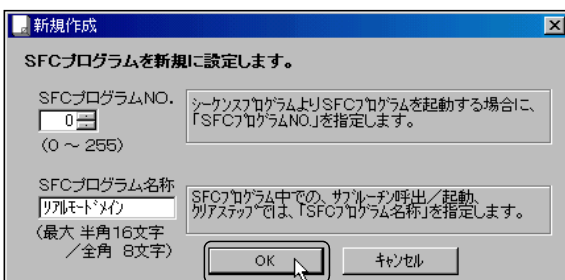 新規作成
SFCプログラムを新規に設定します。
SFCプログラムNO.
0
(0 ~ 255)
ｼｰｹﾝｽﾌﾟﾛｸﾞﾗﾑよりSFCﾌﾟﾛｸﾞﾗﾑを起動する場合に、
「SFCﾌﾟﾛｸﾞﾗﾑNO.」を指定します。
SFCプログラム名称
ﾘｱﾙﾓｰﾄﾞﾒｲﾝ
(最大 半角16文字
/全角 8文字)
SFCﾌﾟﾛｸﾞﾗﾑ中での、ｻﾌﾞﾙｰﾁﾝ呼出/起動、
ｸﾘｱｽﾃｯﾌﾟでは、「SFCﾌﾟﾛｸﾞﾗﾑ名称」を指定します。
OK
ｷｬﾝｾﾙ